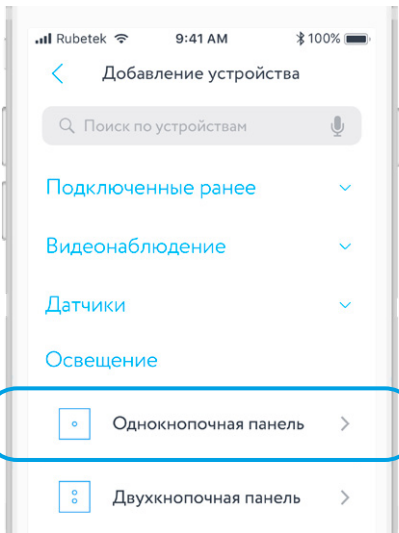 Rubetek 9:41 AM 100%
Добавление устройства
Поиск по устройствам
Подключенные ранее
Видеонаблюдение
Датчики
Освещение
Однокнопочная панель
Двухкнопочная панель